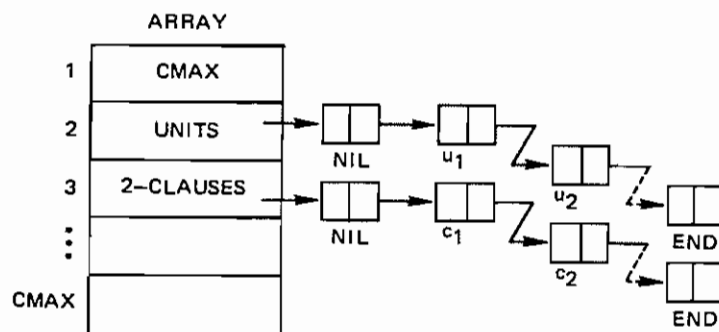 ARRAY
1 CMAX
2 UNITS
NIL u1 u2 END
3 2-CLAUSES
NIL c1 c2 END
CMAX